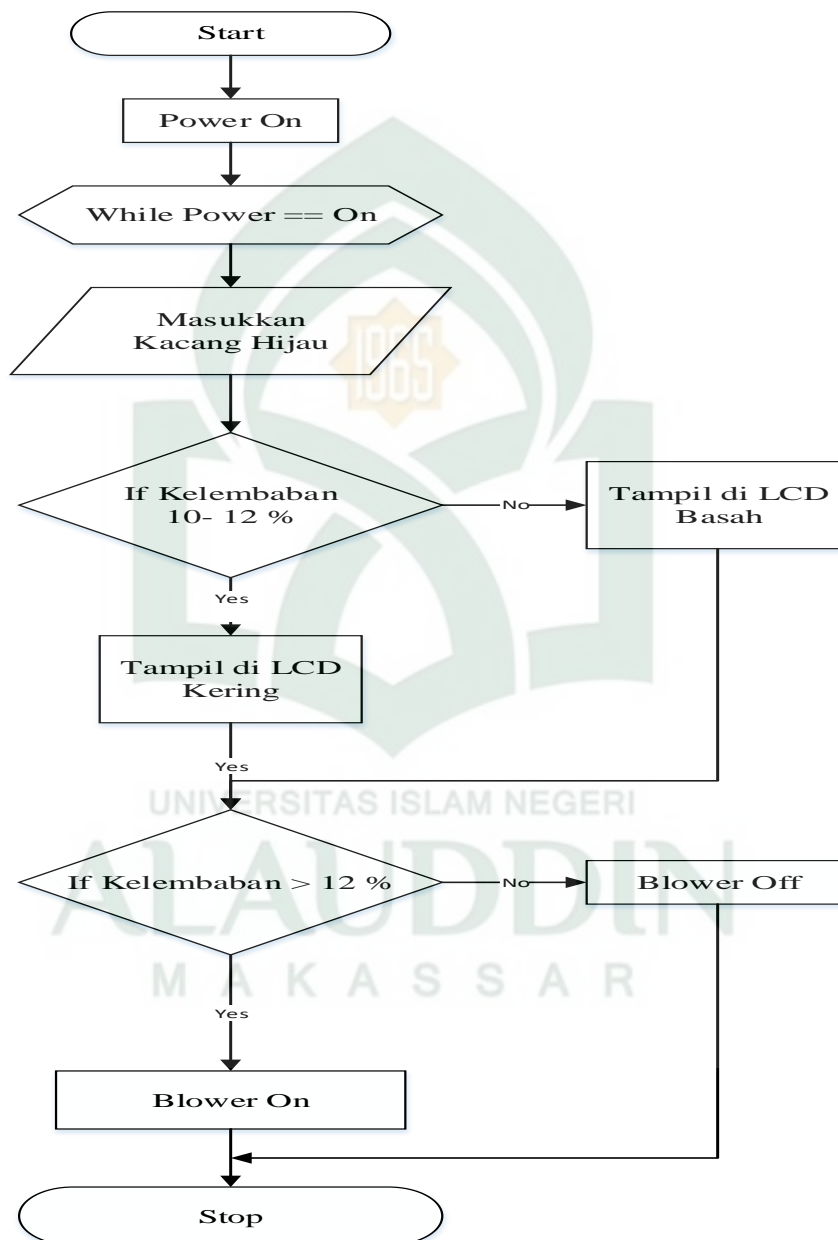 Start
Power On
While Power == On
Masukkan
Kacang Hijau
1965
If Kelembaban
10- 12 %
No
Tampil di LCD
Basah
Yes
Tampil di LCD
Kering
Yes
UNIVERSITAS ISLAM NEGERI
ALAUDDIN
MAKASSAR
If Kelembaban > 12 %
No
Blower Off
Yes
Blower On
Stop